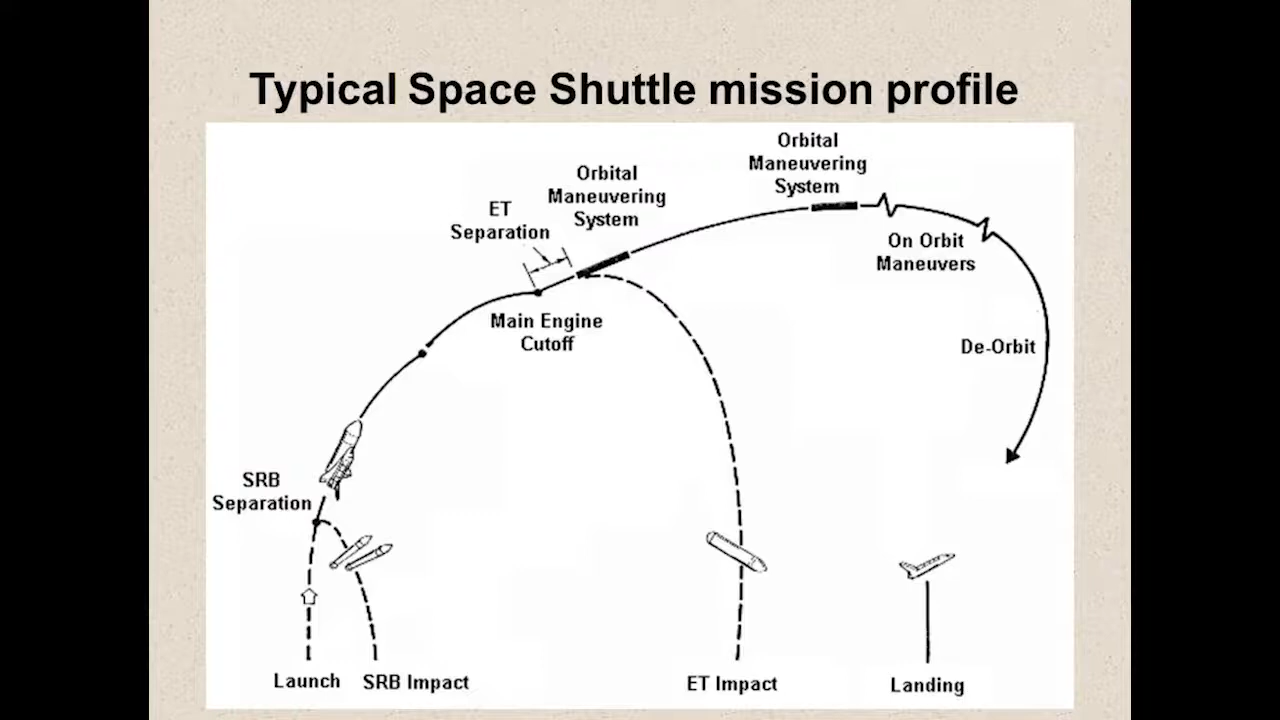 Typical Space Shuttle mission profile
Orbital
Maneuvering
System
Orbital
Maneuvering
System
ET
Separation
On Orbit
Maneuvers
Main Engine
Cutoff
De-Orbit
SRB
Separation
Launch
SRB Impact
ET Impact
Landing